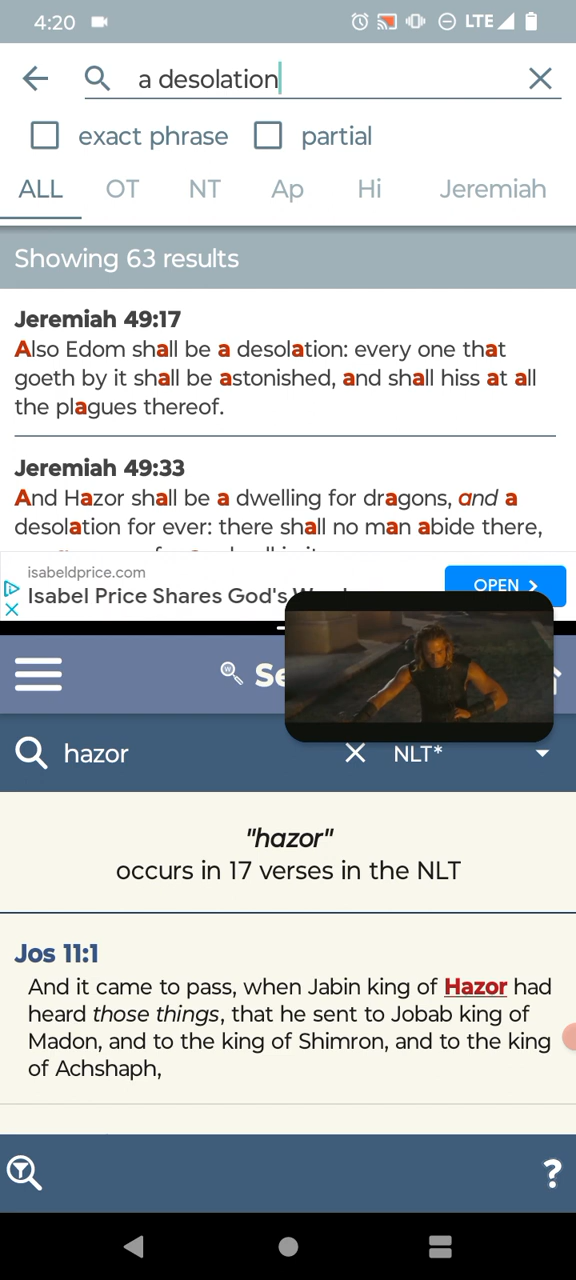 4:20
LTE
a desolation
exact phrase
partial
ALL OT NT Ap Hi Jeremiah
Showing 63 results
Jeremiah 49:17
Also Edom shall be a desolation: every one that
goeth by it shall be astonished, and shall hiss at all
the plagues thereof.
Jeremiah 49:33
And Hazor shall be a dwelling for dragons, and a
desolation for ever: there shall no man abide there,
isabeldprice.com
Isabel Price Shares God's
OPEN
Se
hazor
NLT*
"hazor"
occurs in 17 verses in the NLT
Jos 11:1
And it came to pass, when Jabin king of Hazor had
heard those things, that he sent to Jobab king of
Madon, and to the king of Shimron, and to the king
of Achshaph,
?